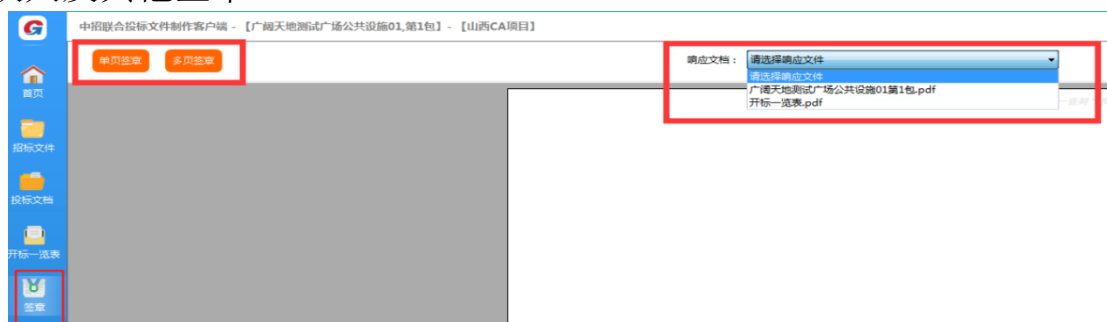 中招联合投标文件制作客户端 - 【广阔天地测试广场公共设施01,第1包】 - 【山西CA项目】
单页签章 多页签章 响应文档： 请选择响应文件
请选择响应文件
广阔天地测试广场公共设施01第1包.pdf
开标一览表.pdf
首页
招标文件
投标文档
开标一览表
签章